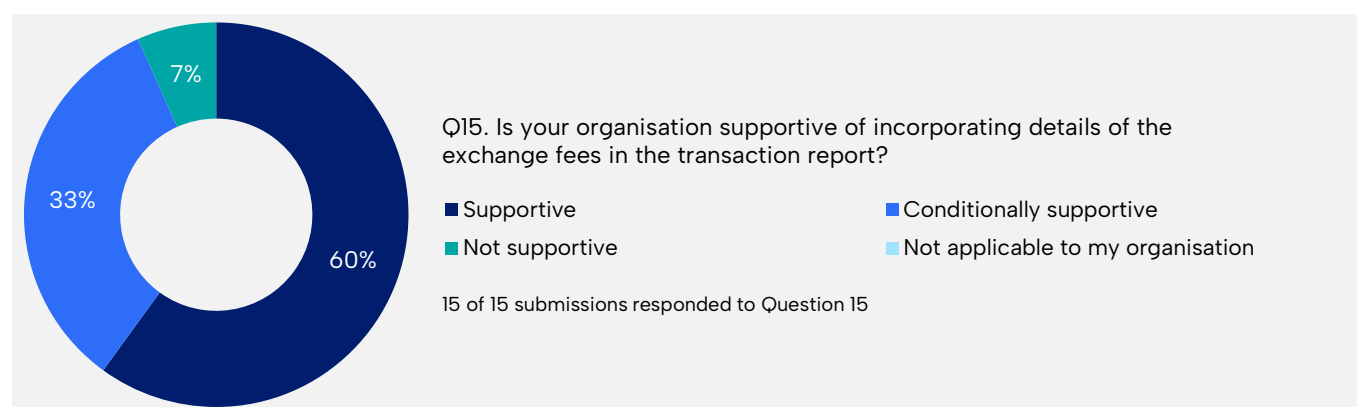 7%
33%
60%
Q15. Is your organisation supportive of incorporating details of the
exchange fees in the transaction report?
Supportive
Conditionally supportive
Not supportive
Not applicable to my organisation
15 of 15 submissions responded to Question 15